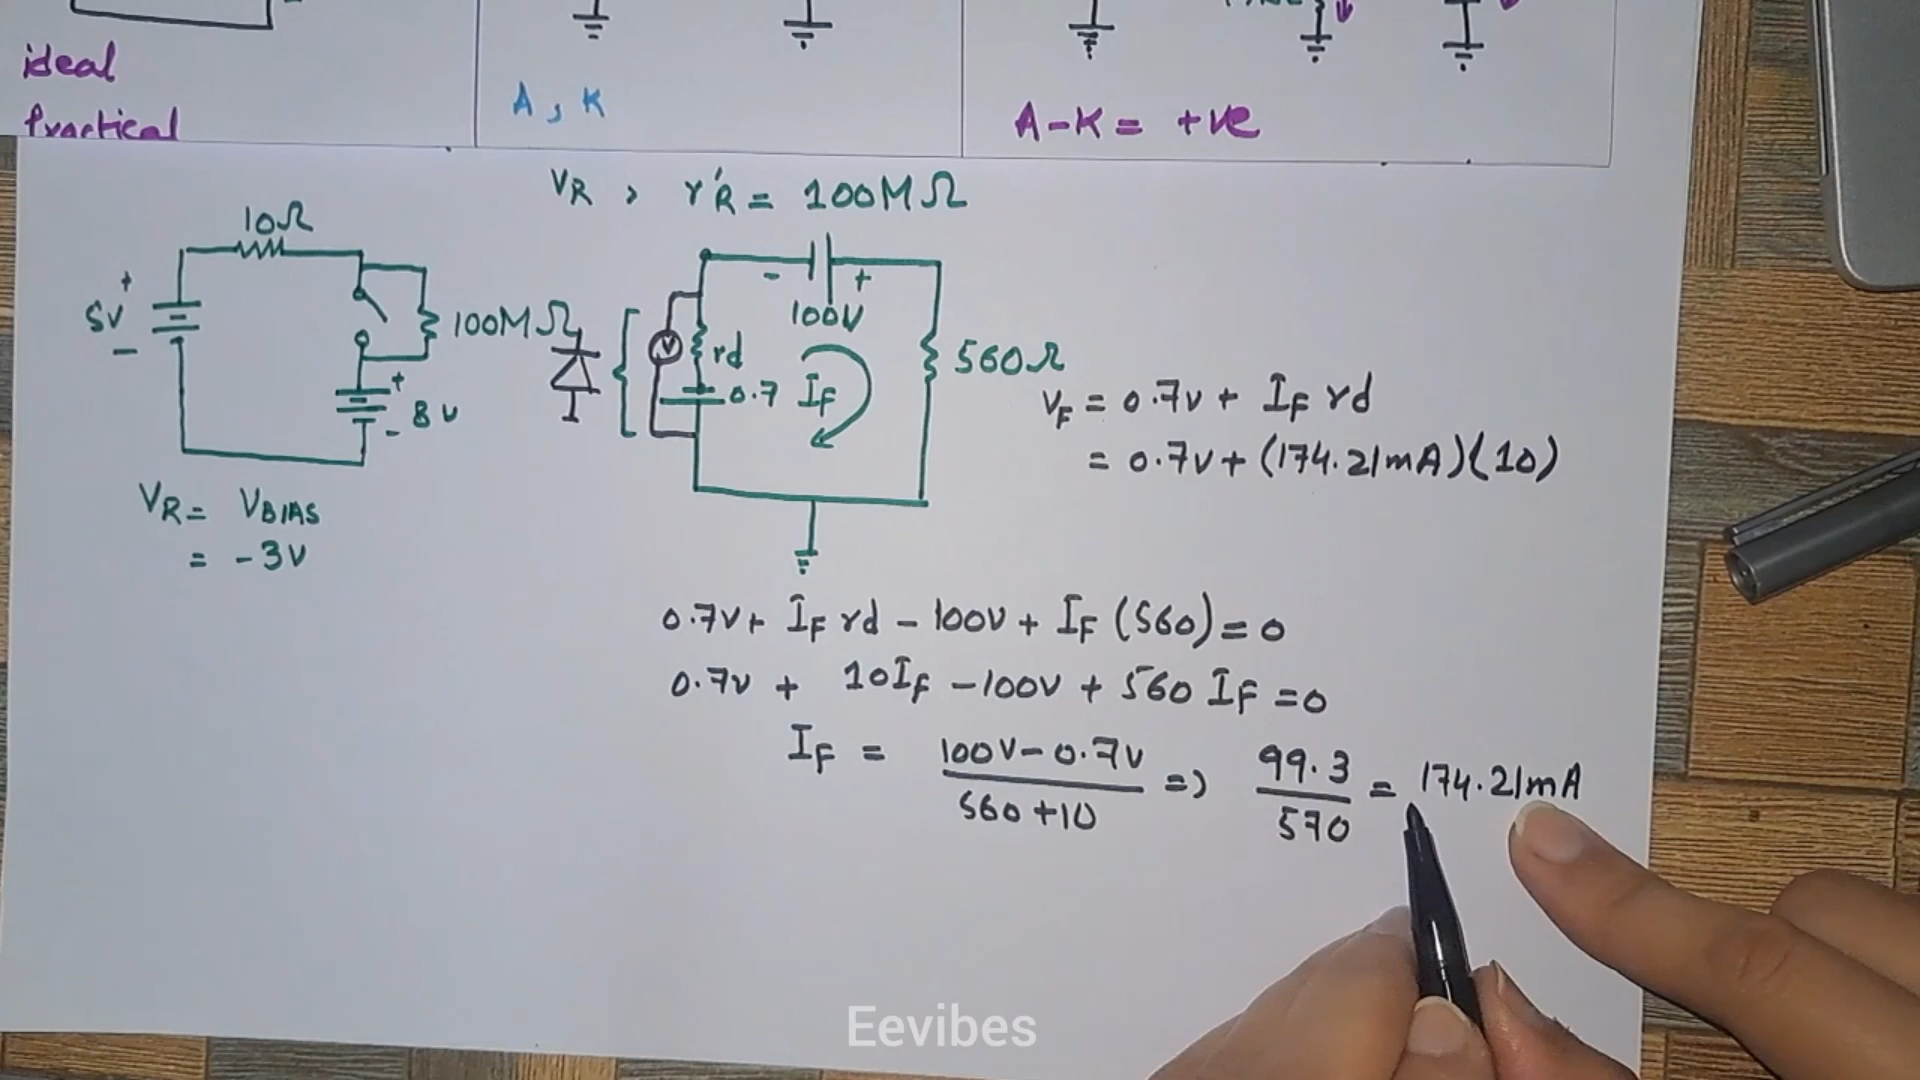 ideal
Practical
A, K
A-K = +ve
VR , r'R = 100MΩ
10Ω
+
5V
-
100MΩ
+
8V
-
VR = VBIAS
= -3V
- +
100V
V
rd
0.7
IF
560Ω
VF = 0.7V + IF rd
= 0.7V + (174.21mA)(10)
0.7V + IF rd - 100V + IF (560) = 0
0.7V + 10IF - 100V + 560 IF = 0
IF = 100V - 0.7V / 560 + 10 => 99.3 / 570 = 174.21mA
Eevibes